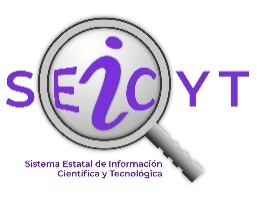 SEiCYT
Sistema Estatal de Información
Científica y Tecnológica